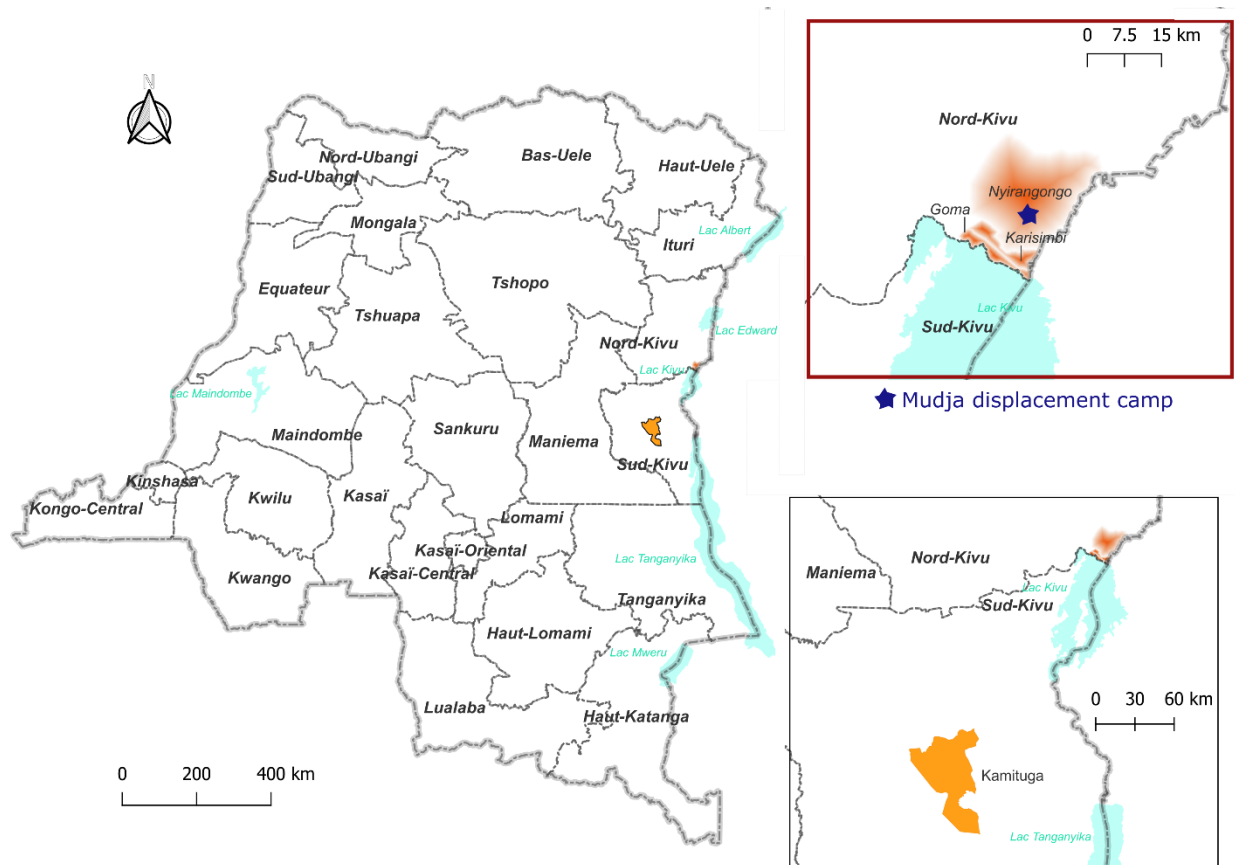 N
Nord-Ubangi
Sud-Ubangi
Bas-Uele
Haut-Uele
Mongala
Ituri
Lac Albert
Equateur
Tshuapa
Tshopo
Nord-Kivu
Lac Edward
Lac Kivu
Lac Maindombe
Maindombe
Sankuru
Maniema
Sud-Kivu
Kinshasa
Kongo-Central
Kwilu
Kasaï
Lomami
Kasaï-Oriental
Kasaï-Central
Kwango
Lac Tanganyika
Tanganyika
Haut-Lomami
Lac Mweru
Lualaba
Haut-Katanga
0 200 400 km
0 7.5 15 km
Nord-Kivu
Nyirangongo
Goma
Karisimbi
Lac Kivu
Sud-Kivu
Mudja displacement camp
Nord-Kivu
Maniema
Lac Kivu
Sud-Kivu
0 30 60 km
Kamituga
Lac Tanganyika